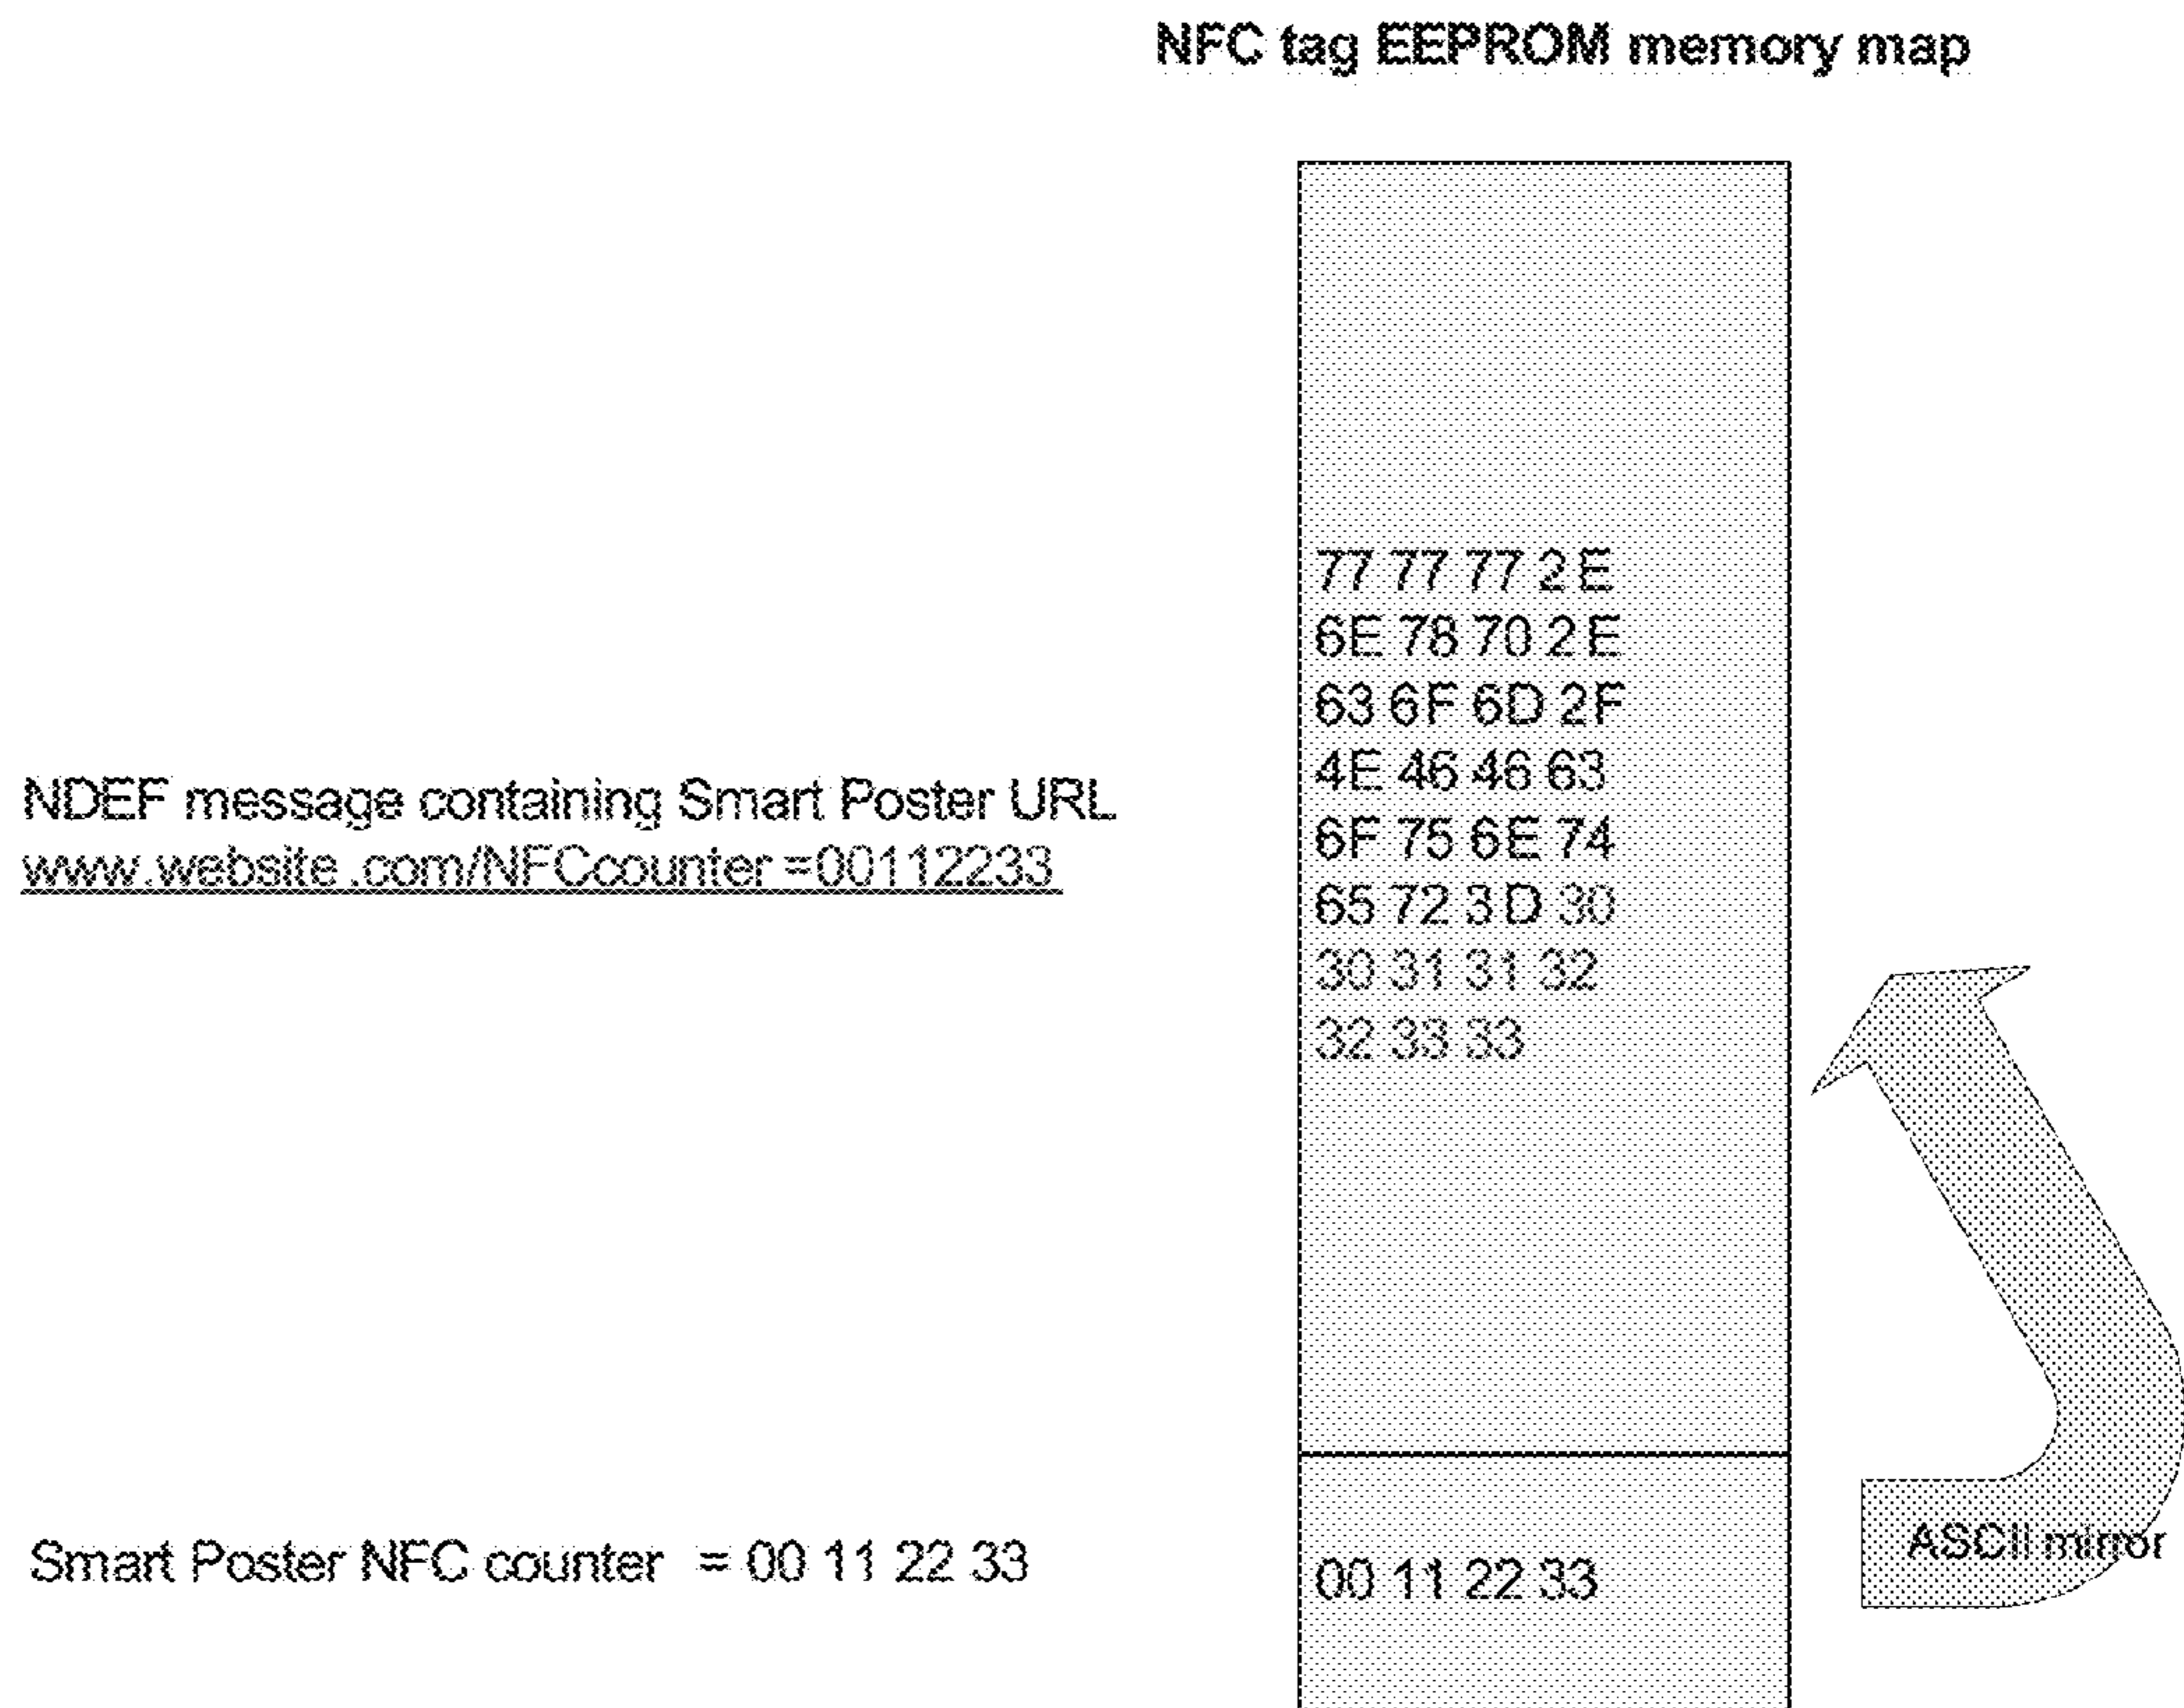 NFC tag EEPROM memory map
77 77 77 2E
6E 78 70 2E
63 6F 6D 2F
4E 46 46 63
6F 75 6E 74
65 72 3D 30
30 31 31 32
32 33 33
NDEF message containing Smart Poster URL
www.website.com/NFCcounter=00112233
Smart Poster NFC counter = 00 11 22 33
00 11 22 33
ASCII mirror